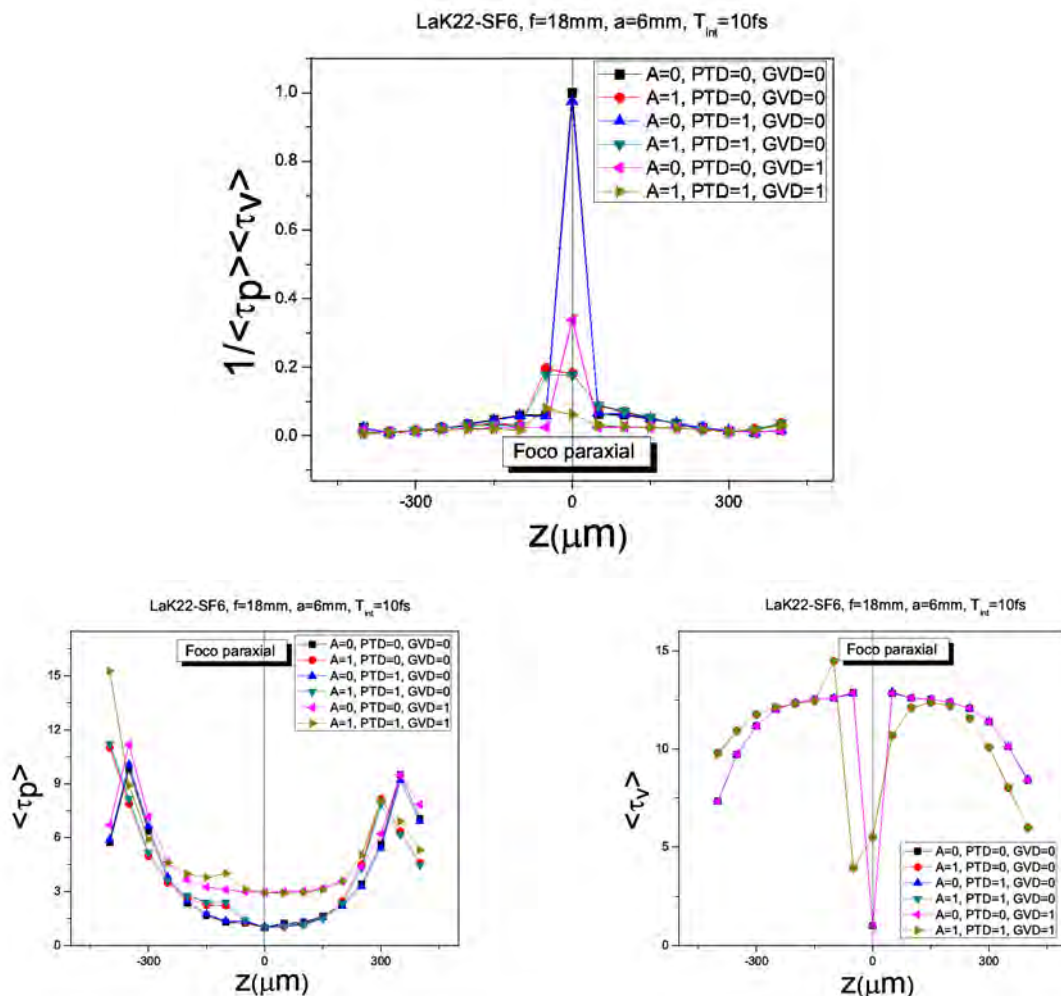 LaK22-SF6, f=18mm, a=6mm, T_int=10fs
1/<τp><τv>
1.0
0.8
0.6
0.4
0.2
0.0
A=0, PTD=0, GVD=0
A=1, PTD=0, GVD=0
A=0, PTD=1, GVD=0
A=1, PTD=1, GVD=0
A=0, PTD=0, GVD=1
A=1, PTD=1, GVD=1
Foco paraxial
-300 0 300
z(μm)
LaK22-SF6, f=18mm, a=6mm, T_int=10fs
<τp>
15
12
9
6
3
0
Foco paraxial
A=0, PTD=0, GVD=0
A=1, PTD=0, GVD=0
A=0, PTD=1, GVD=0
A=1, PTD=1, GVD=0
A=0, PTD=0, GVD=1
A=1, PTD=1, GVD=1
-300 0 300
z(μm)
LaK22-SF6, f=18mm, a=6mm, T_int=10fs
<τv>
15
10
5
0
Foco paraxial
A=0, PTD=0, GVD=0
A=1, PTD=0, GVD=0
A=0, PTD=1, GVD=0
A=1, PTD=1, GVD=0
A=0, PTD=0, GVD=1
A=1, PTD=1, GVD=1
-300 0 300
z(μm)